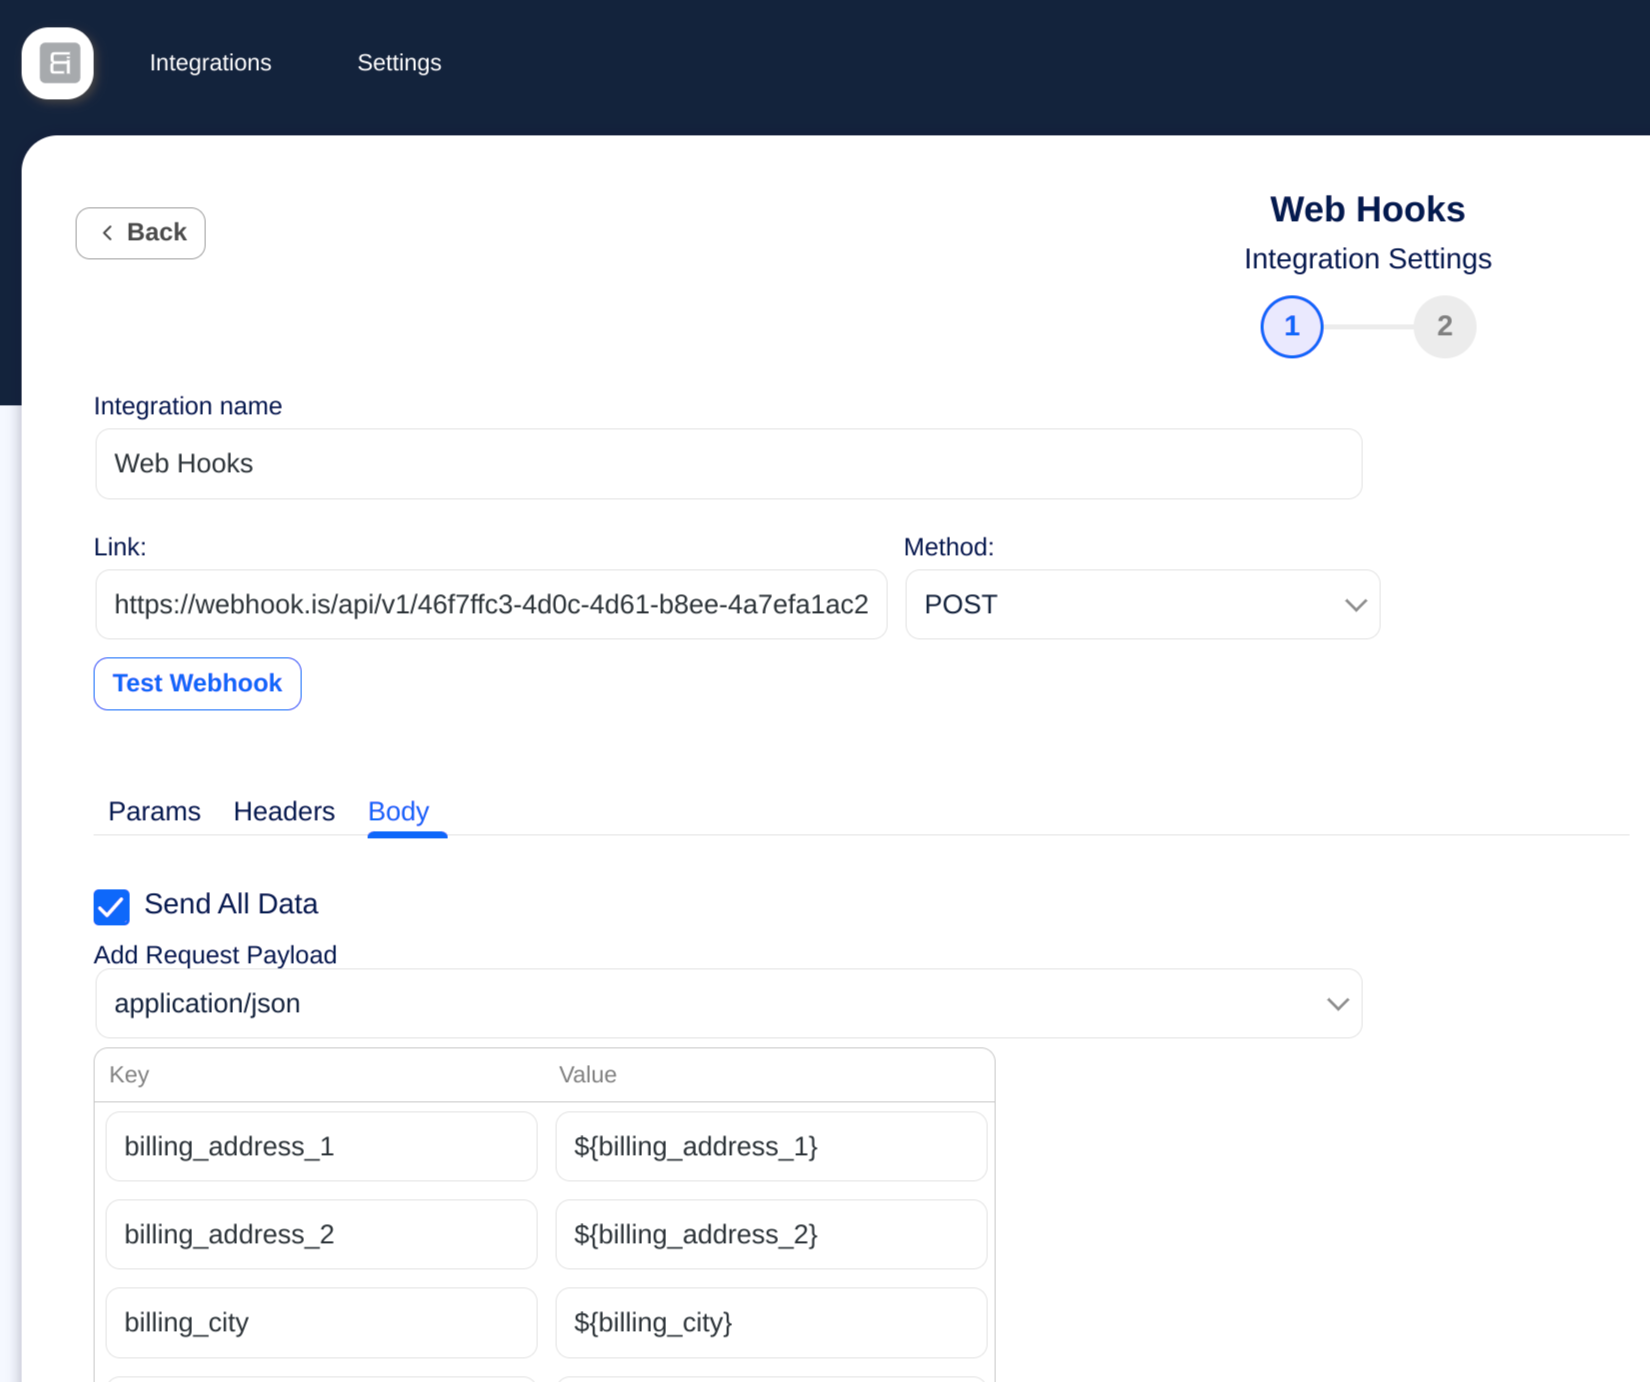 Integrations Settings
Back
Web Hooks
Integration Settings
1 2
Integration name
Web Hooks
Link: Method:
https://webhook.is/api/v1/46f7ffc3-4d0c-4d61-b8ee-4a7efa1ac2 POST
Test Webhook
Params Headers Body
Send All Data
Add Request Payload
application/json
Key Value
billing_address_1 ${billing_address_1}
billing_address_2 ${billing_address_2}
billing_city ${billing_city}